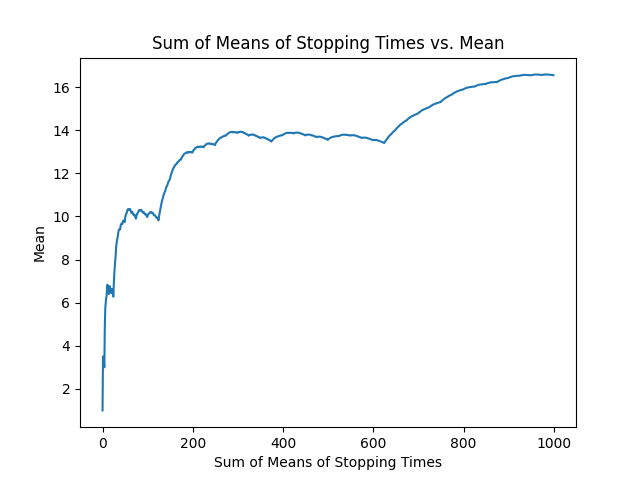 Sum of Means of Stopping Times vs. Mean
16
14
12
10
8
6
4
2
Mean
0 200 400 600 800 1000
Sum of Means of Stopping Times